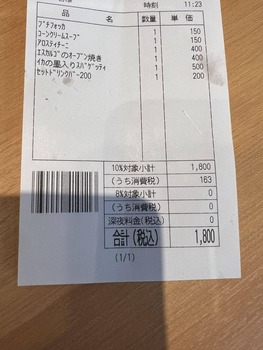 時刻 11:23
品名 数量 単価
ﾌﾟﾁﾌｫｯｶ 1 150
ｺｰﾝｸﾘｰﾑｽｰﾌﾟ 1 150
ｱﾛｽﾃｨﾁｰﾆ 1 400
ｴｽｶﾙｺﾞのｵｰﾌﾞﾝ焼き 1 400
ｲｶの墨入りｽﾊﾟｹﾞｯﾃｨ 1 500
ｾｯﾄﾄﾞﾘﾝｸﾊﾞｰ200 1 200
10%対象小計 1,800
(うち消費税) 163
8%対象小計 0
(うち消費税) 0
深夜料金(税込) 0
合計(税込) 1,800
(1/1)